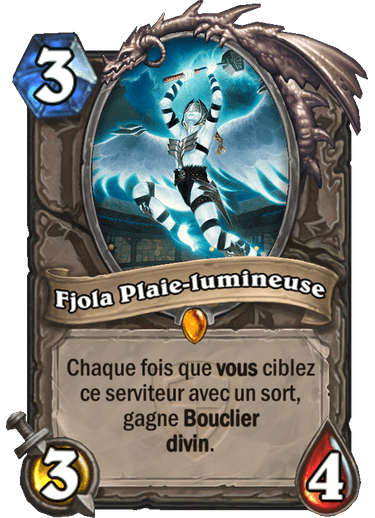 3
Fjola Plaie-lumineuse
Chaque fois que vous ciblez
ce serviteur avec un sort,
gagne Bouclier
divin.
3
4